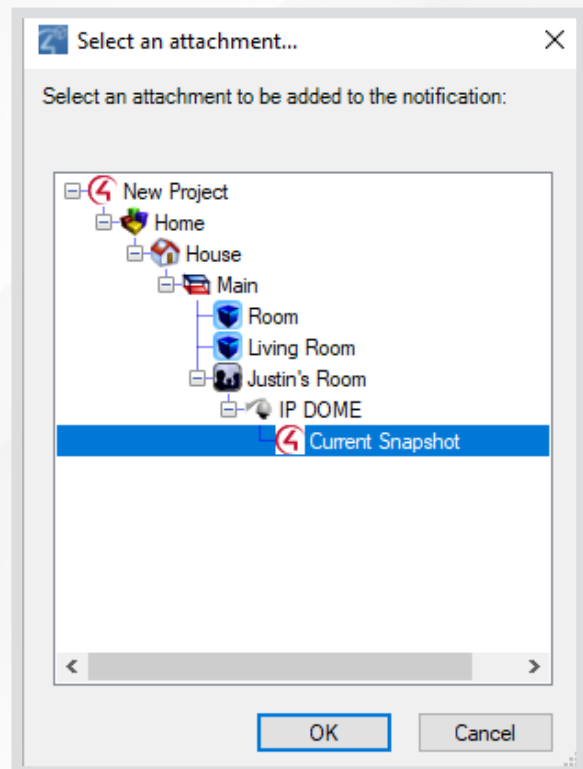 Select an attachment...
Select an attachment to be added to the notification:
New Project
Home
House
Main
Room
Living Room
Justin's Room
IP DOME
Current Snapshot
OK
Cancel